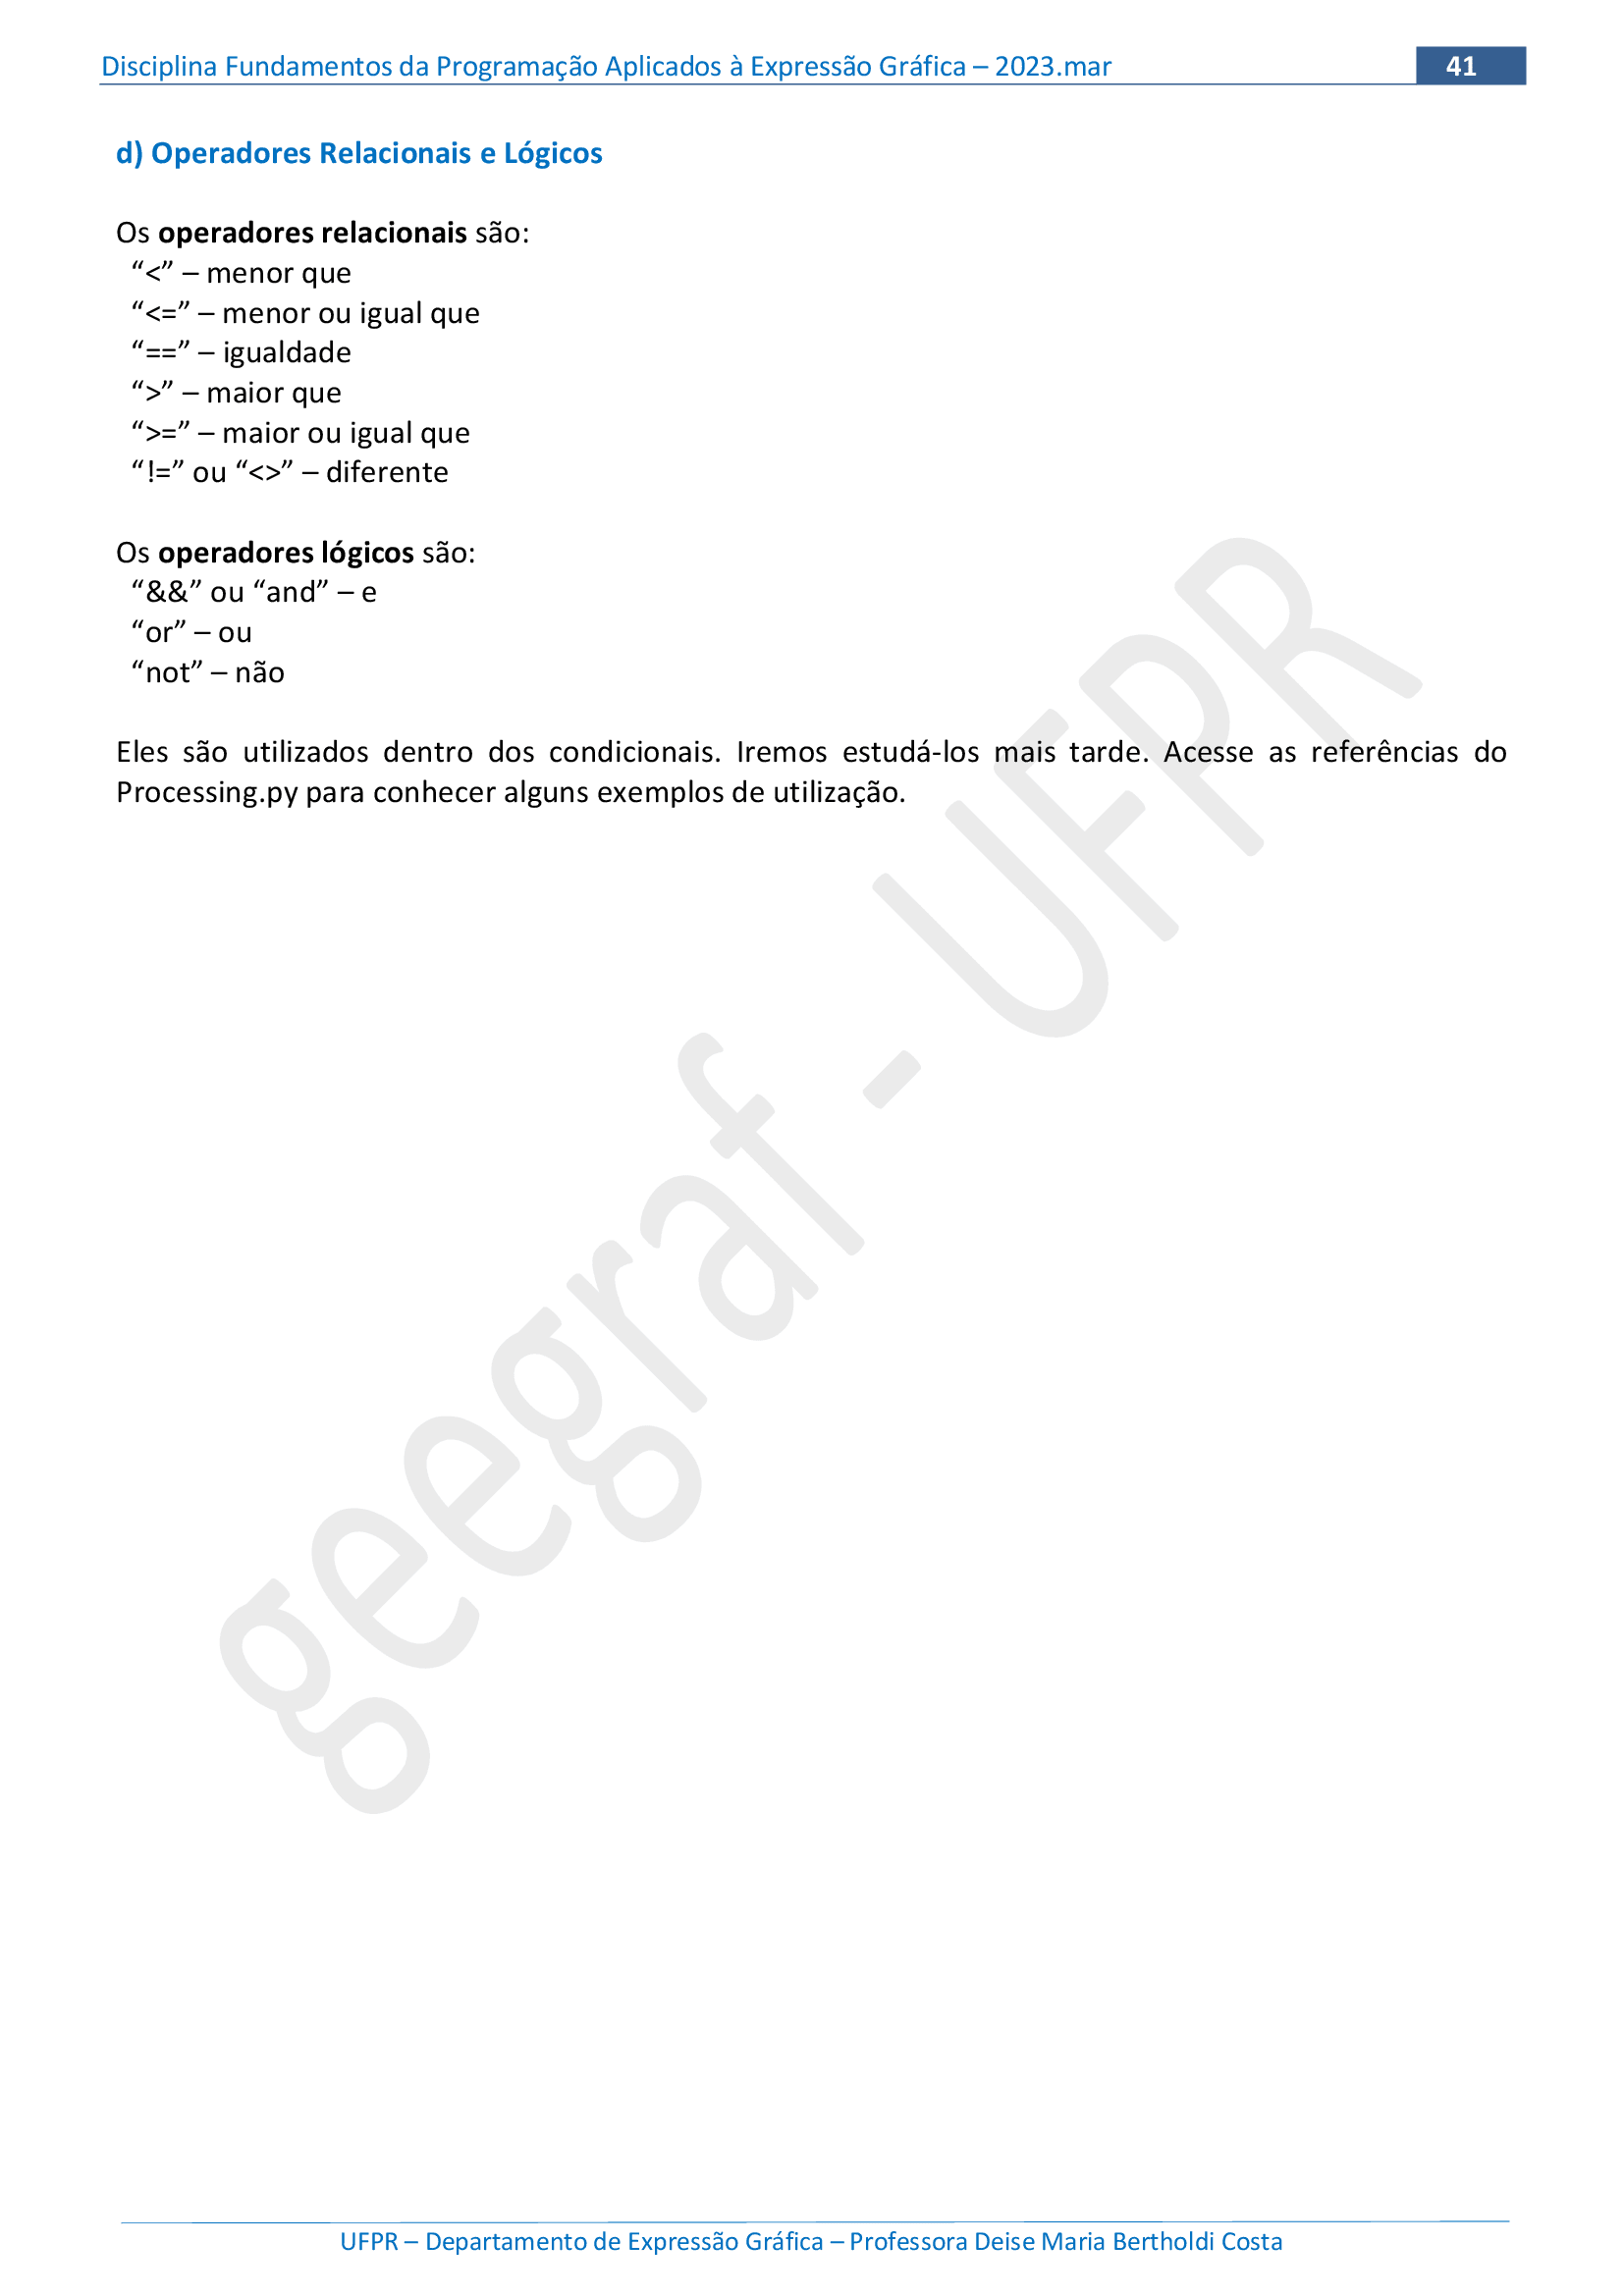 Disciplina Fundamentos da Programação Aplicados à Expressão Gráfica – 2023.mar 41
d) Operadores Relacionais e Lógicos
Os operadores relacionais são:
“<” – menor que
“<=” – menor ou igual que
“==” – igualdade
“>” – maior que
“>=” – maior ou igual que
“!=” ou “<>” – diferente
Os operadores lógicos são:
“&&” ou “and” – e
“or” – ou
“not” – não
Eles são utilizados dentro dos condicionais. Iremos estudá-los mais tarde. Acesse as referências do
Processing.py para conhecer alguns exemplos de utilização.
geegraf - UFPR
UFPR – Departamento de Expressão Gráfica – Professora Deise Maria Bertholdi Costa